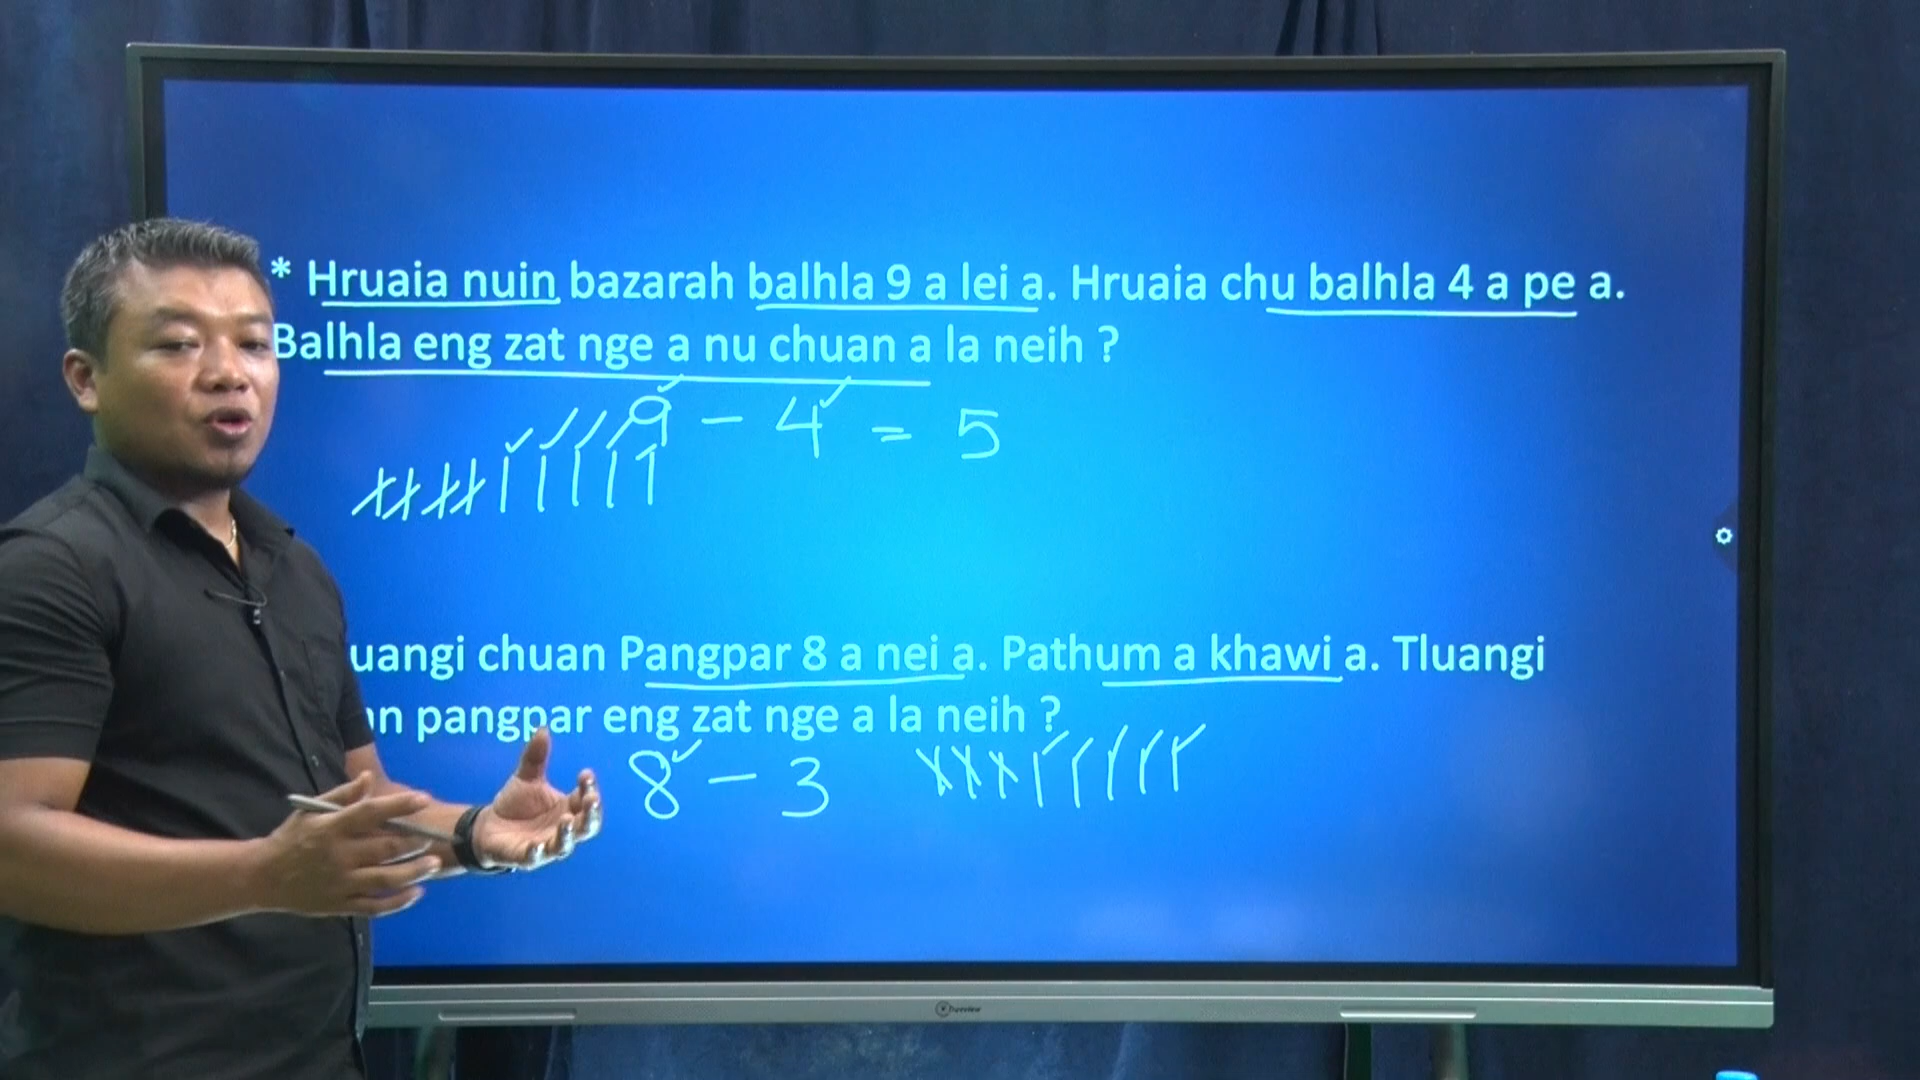 * Hruaia nuin bazarah balhla 9 a lei a. Hruaia chu balhla 4 a pe a.
Balhla eng zat nge a nu chuan a la neih ?
9 - 4 = 5
uangi chuan Pangpar 8 a nei a. Pathum a khawi a. Tluangi
pangpar eng zat nge a la neih ?
8 - 3